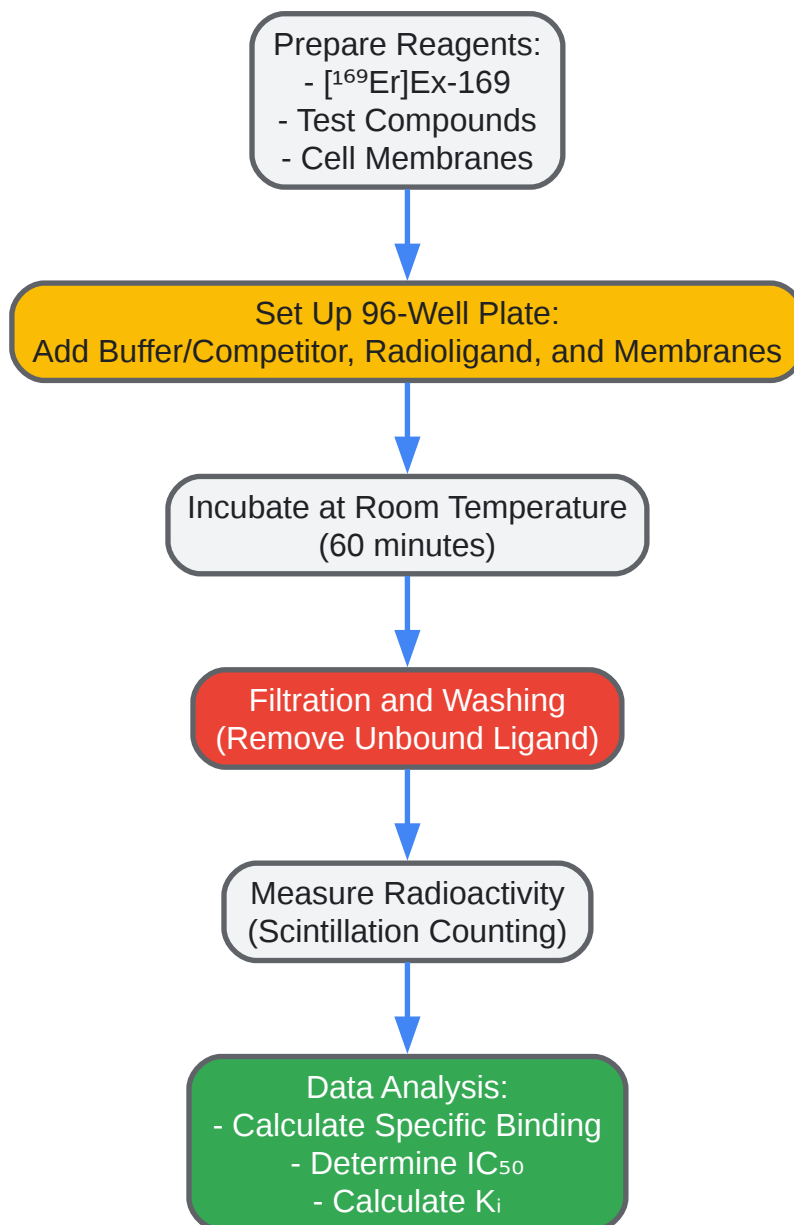 Prepare Reagents:
- [¹⁶⁹Er]Ex-169
- Test Compounds
- Cell Membranes
Set Up 96-Well Plate:
Add Buffer/Competitor, Radioligand, and Membranes
Incubate at Room Temperature
(60 minutes)
Filtration and Washing
(Remove Unbound Ligand)
Measure Radioactivity
(Scintillation Counting)
Data Analysis:
- Calculate Specific Binding
- Determine IC₅₀
- Calculate Kᵢ